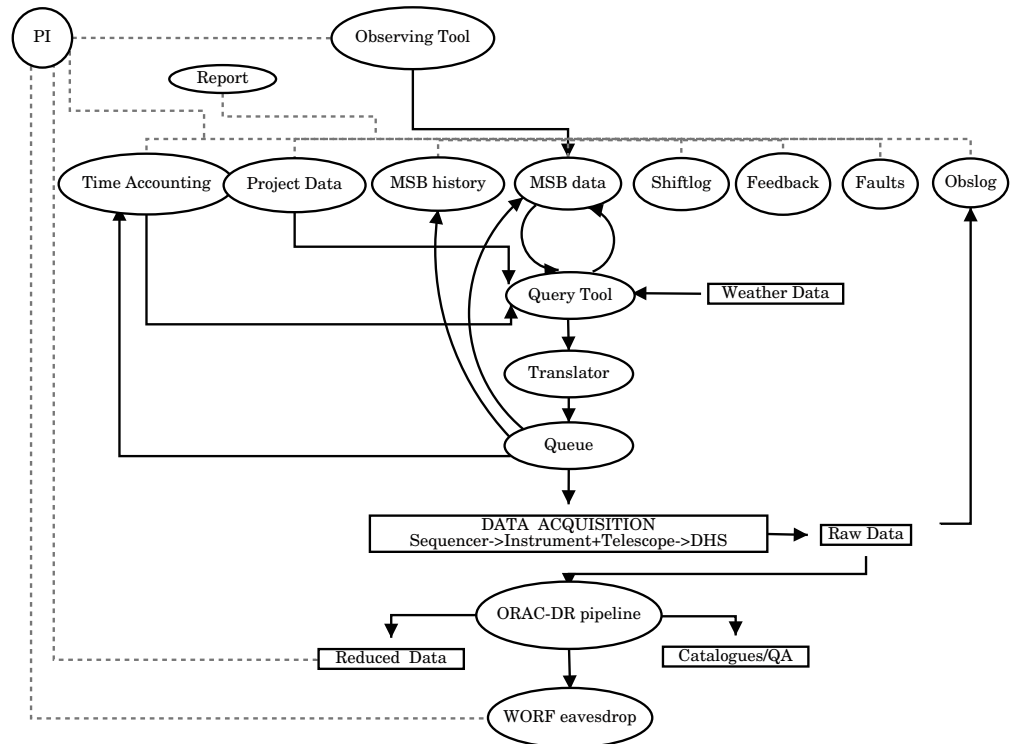 PI
Observing Tool
Report
Time Accounting
Project Data
MSB history
MSB data
Shiftlog
Feedback
Faults
Obslog
Query Tool
Weather Data
Translator
Queue
DATA ACQUISITION
Sequencer->Instrument+Telescope->DHS
Raw Data
ORAC-DR pipeline
Reduced Data
Catalogues/QA
WORF eavesdrop